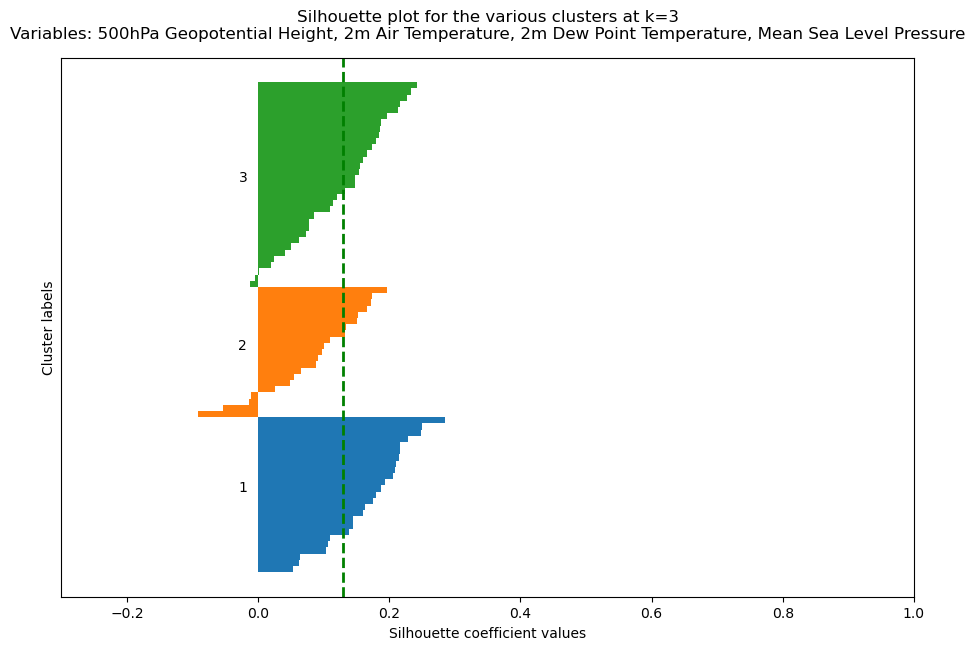 Silhouette plot for the various clusters at k=3
Variables: 500hPa Geopotential Height, 2m Air Temperature, 2m Dew Point Temperature, Mean Sea Level Pressure
3
2
1
Cluster labels
−0.2 0.0 0.2 0.4 0.6 0.8 1.0
Silhouette coefficient values